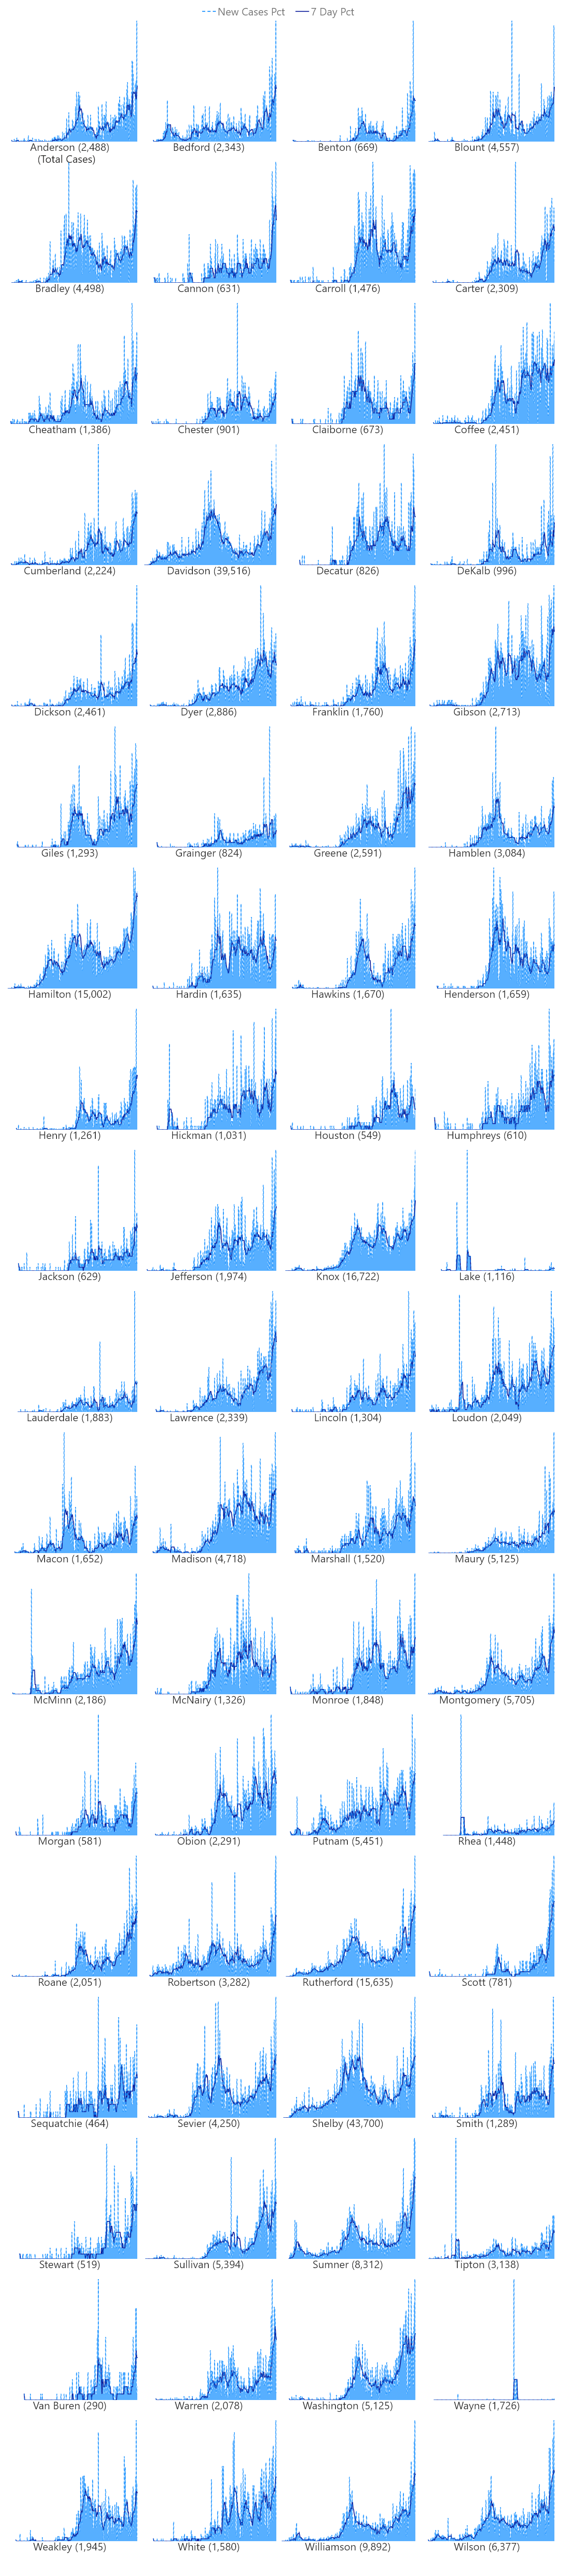 New Cases Pct 7 Day Pct
Anderson (2,488) Bedford (2,343) Benton (669) Blount (4,557)
(Total Cases)
Bradley (4,498) Cannon (631) Carroll (1,476) Carter (2,309)
Cheatham (1,386) Chester (901) Claiborne (673) Coffee (2,451)
Cumberland (2,224) Davidson (39,516) Decatur (826) DeKalb (996)
Dickson (2,461) Dyer (2,886) Franklin (1,760) Gibson (2,713)
Giles (1,293) Grainger (824) Greene (2,591) Hamblen (3,084)
Hamilton (15,002) Hardin (1,635) Hawkins (1,670) Henderson (1,659)
Henry (1,261) Hickman (1,031) Houston (549) Humphreys (610)
Jackson (629) Jefferson (1,974) Knox (16,722) Lake (1,116)
Lauderdale (1,883) Lawrence (2,339) Lincoln (1,304) Loudon (2,049)
Macon (1,652) Madison (4,718) Marshall (1,520) Maury (5,125)
McMinn (2,186) McNairy (1,326) Monroe (1,848) Montgomery (5,705)
Morgan (581) Obion (2,291) Putnam (5,451) Rhea (1,448)
Roane (2,051) Robertson (3,282) Rutherford (15,635) Scott (781)
Sequatchie (464) Sevier (4,250) Shelby (43,700) Smith (1,289)
Stewart (519) Sullivan (5,394) Sumner (8,312) Tipton (3,138)
Van Buren (290) Warren (2,078) Washington (5,125) Wayne (1,726)
Weakley (1,945) White (1,580) Williamson (9,892) Wilson (6,377)